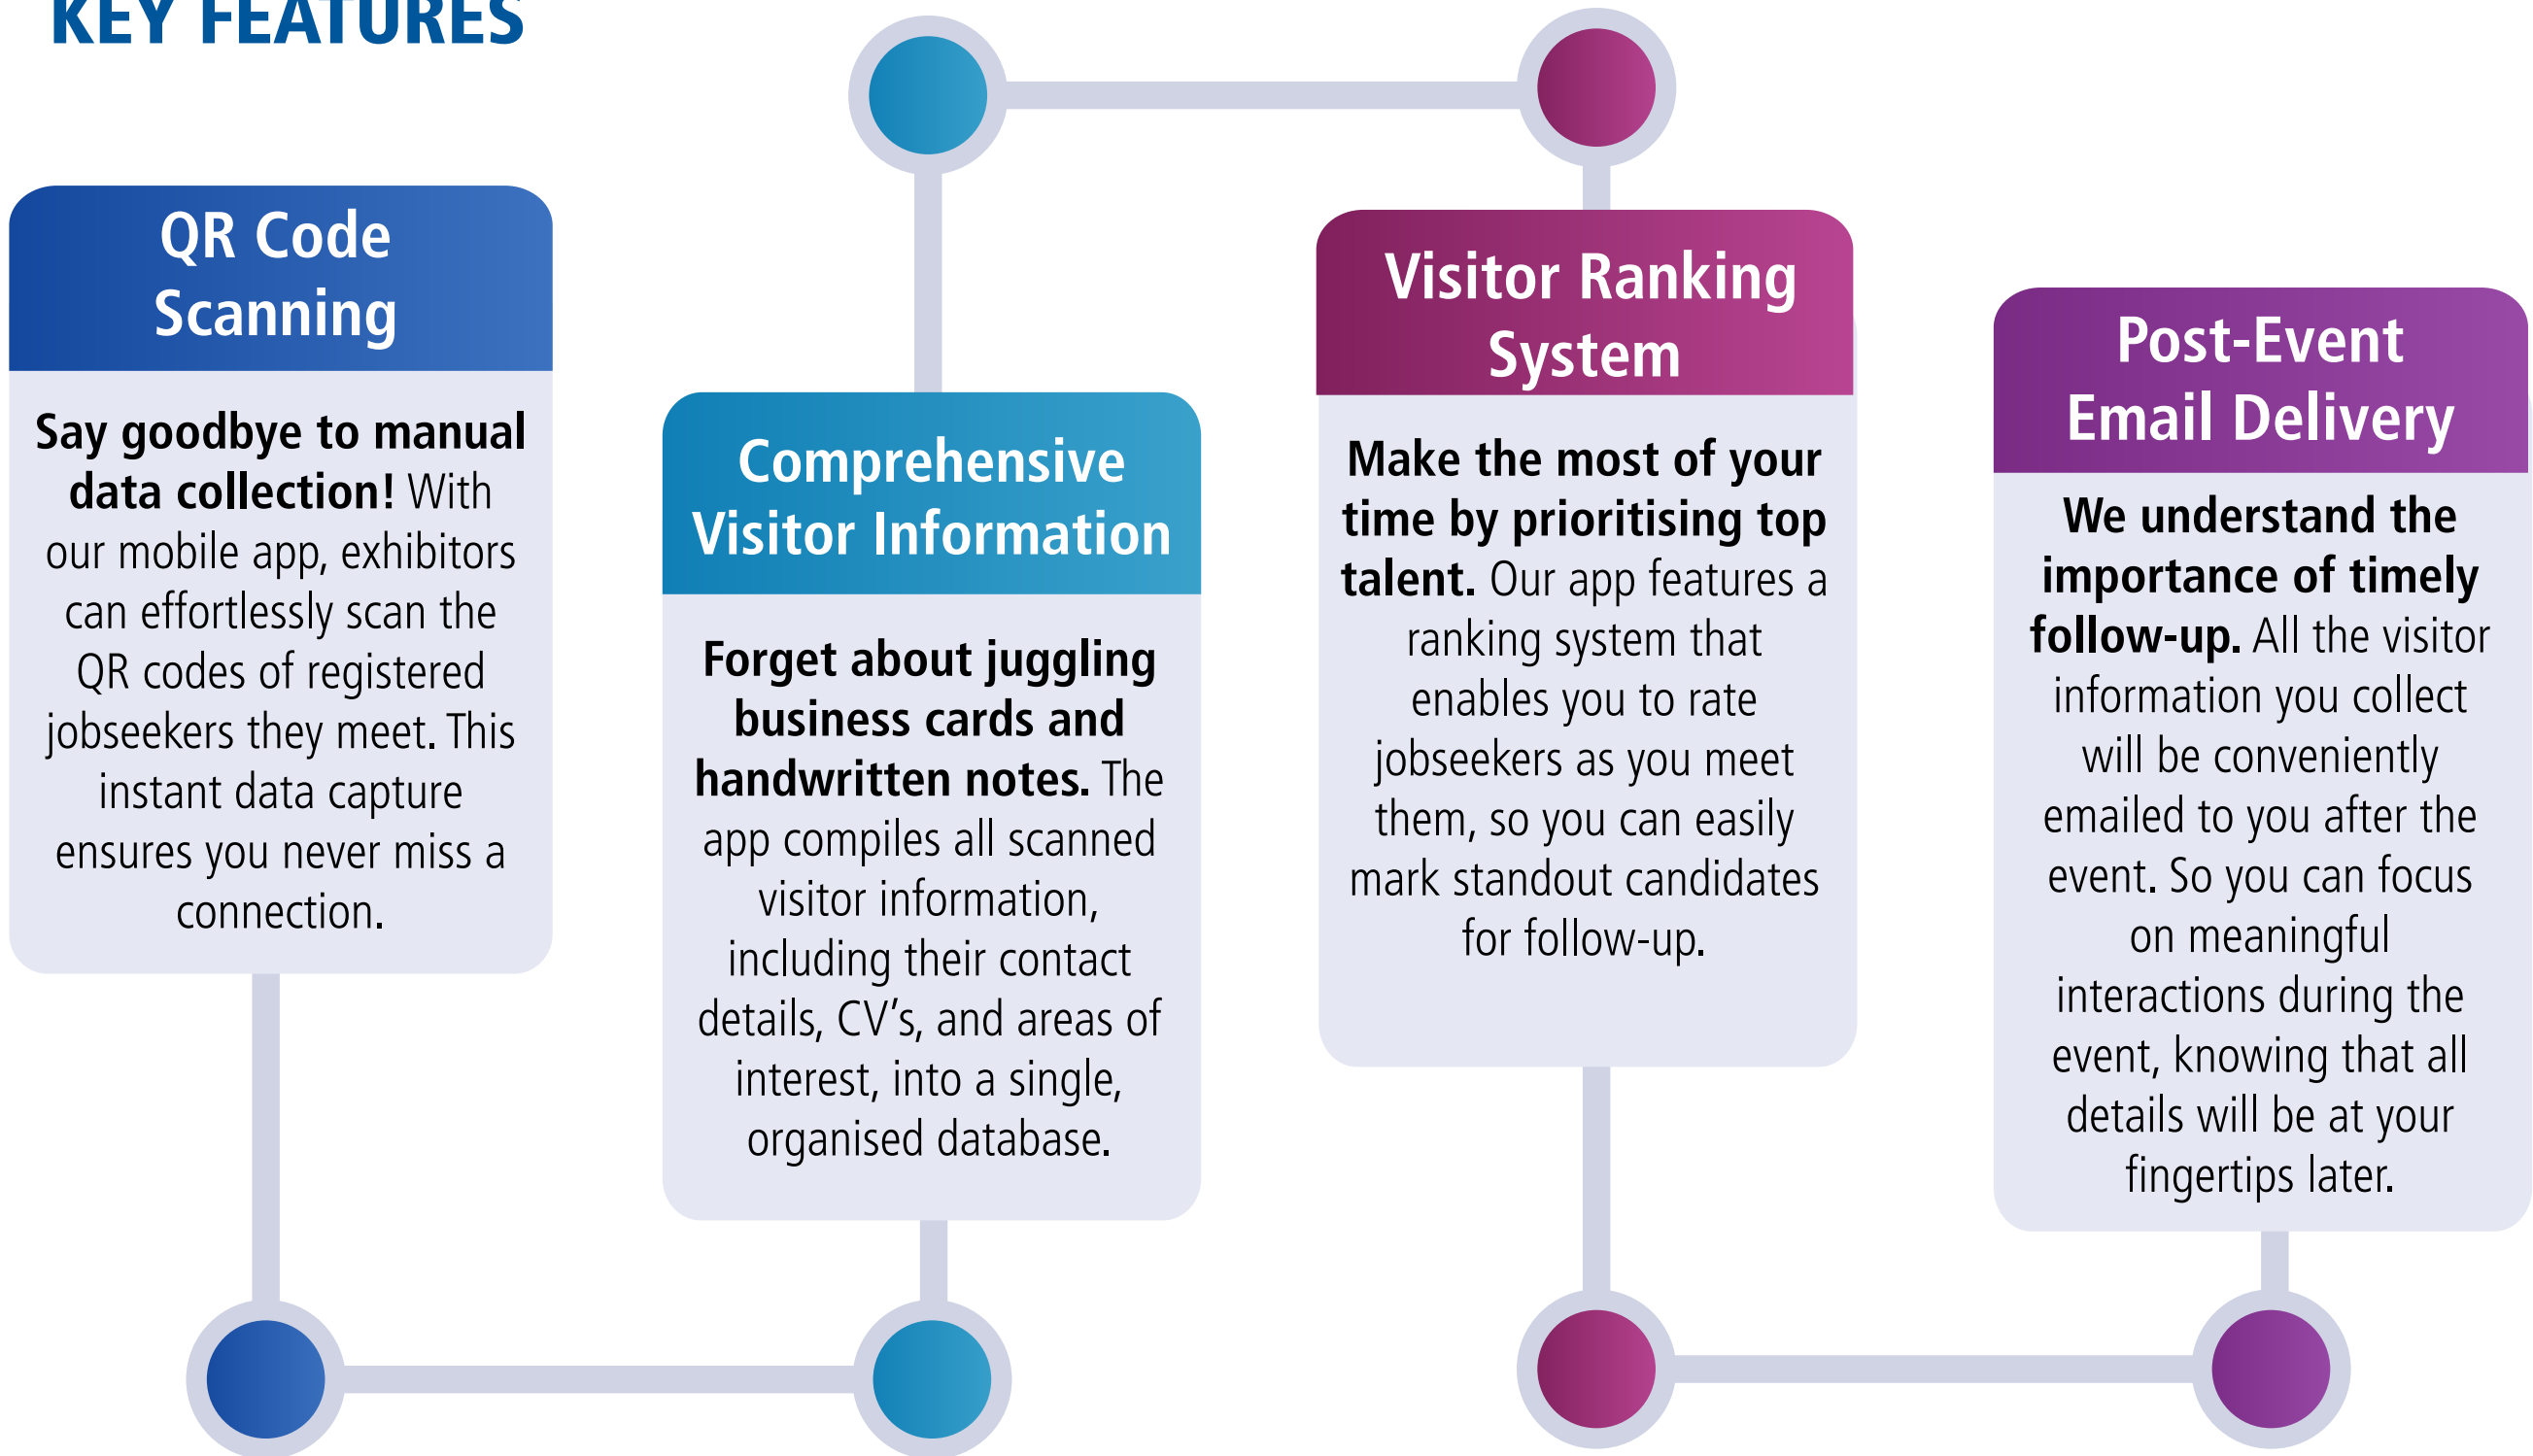 KEY FEATURES
QR Code
Scanning
Say goodbye to manual
data collection! With
our mobile app, exhibitors
can effortlessly scan the
QR codes of registered
jobseekers they meet. This
instant data capture
ensures you never miss a
connection.
Comprehensive
Visitor Information
Forget about juggling
business cards and
handwritten notes. The
app compiles all scanned
visitor information,
including their contact
details, CV’s, and areas of
interest, into a single,
organised database.
Visitor Ranking
System
Make the most of your
time by prioritising top
talent. Our app features a
ranking system that
enables you to rate
jobseekers as you meet
them, so you can easily
mark standout candidates
for follow-up.
Post-Event
Email Delivery
We understand the
importance of timely
follow-up. All the visitor
information you collect
will be conveniently
emailed to you after the
event. So you can focus
on meaningful
interactions during the
event, knowing that all
details will be at your
fingertips later.